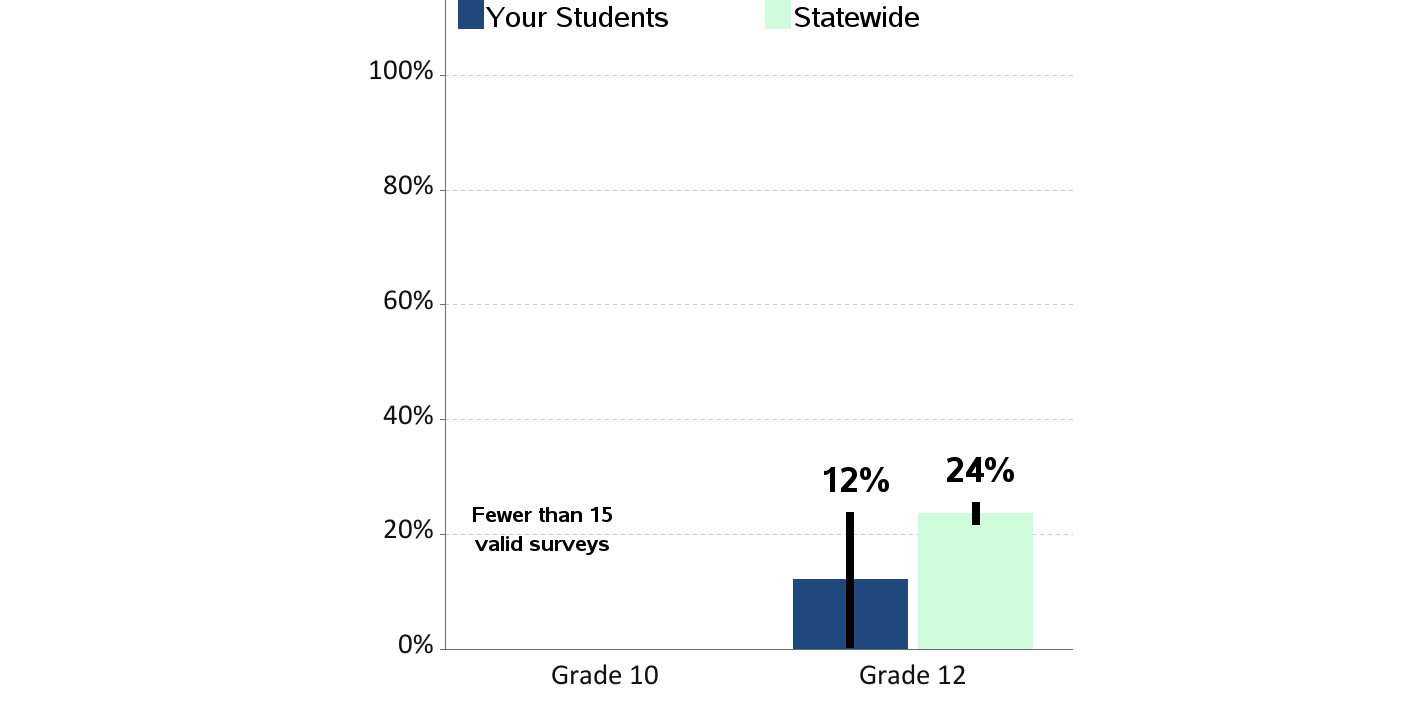 Your Students Statewide
100%
80%
60%
40%
20%
0%
Fewer than 15
valid surveys
12%
24%
Grade 10 Grade 12